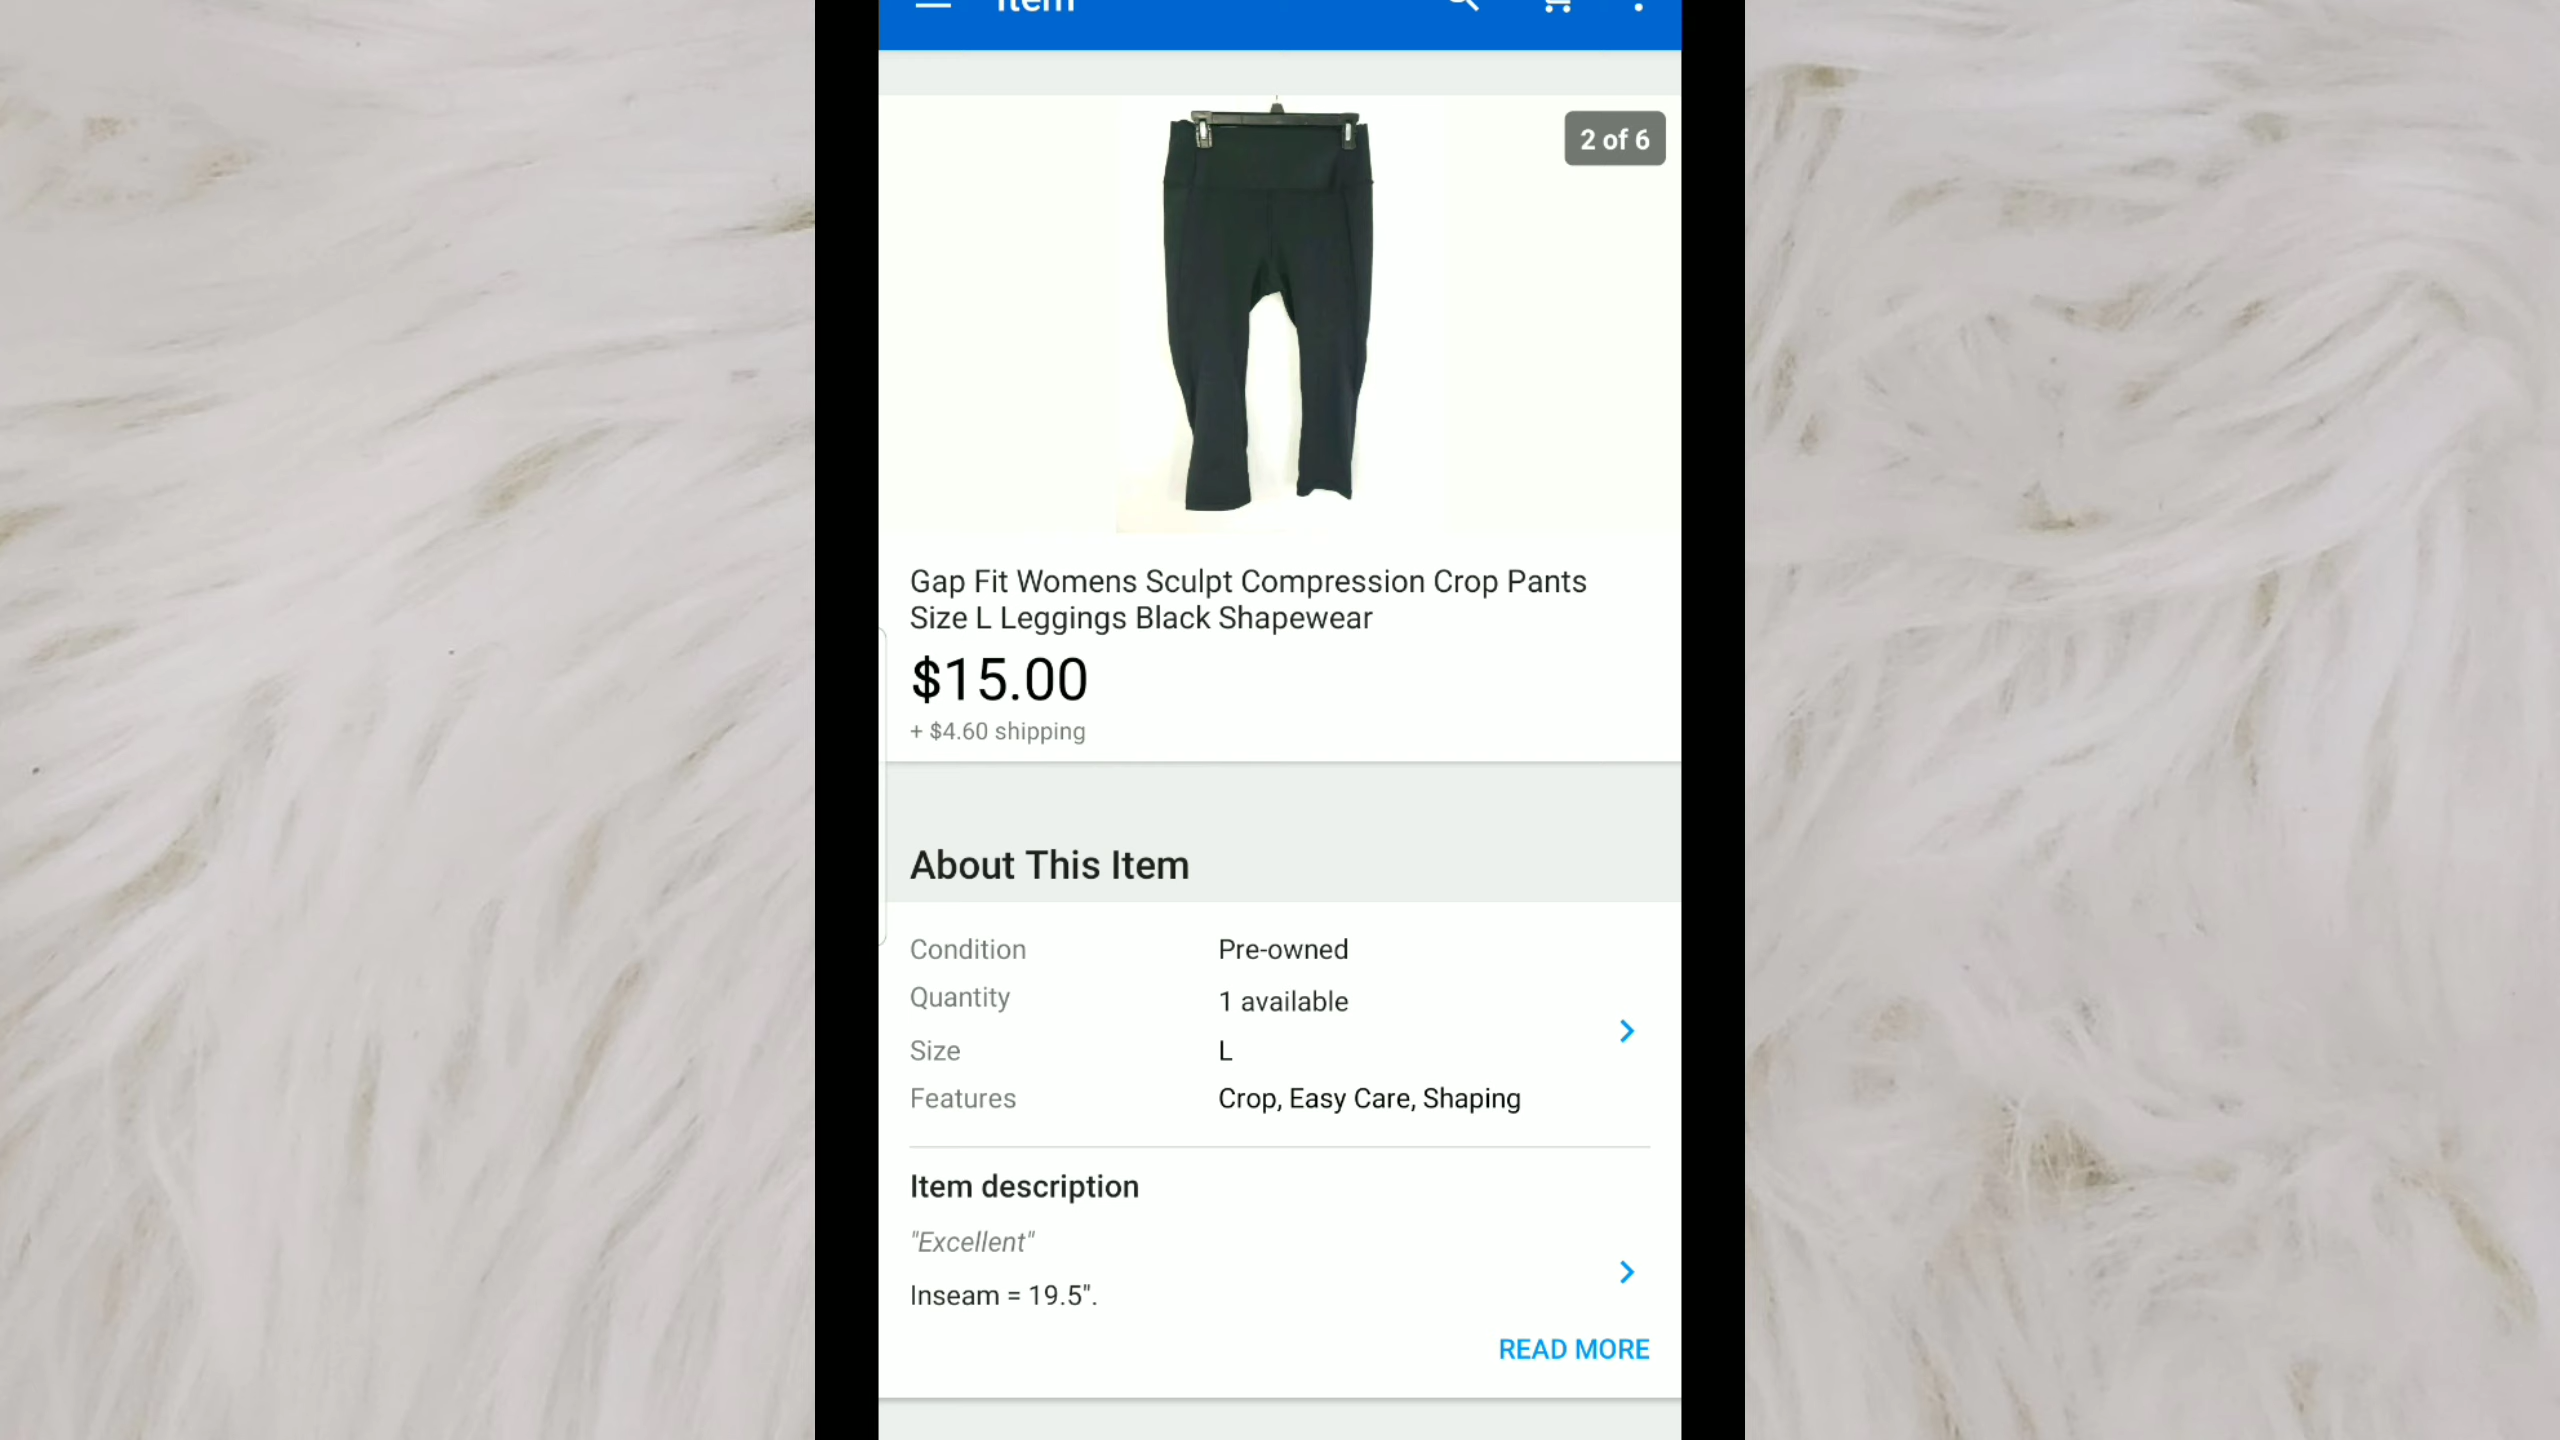 Item
2 of 6
Gap Fit Womens Sculpt Compression Crop Pants
Size L Leggings Black Shapewear
$15.00
+ $4.60 shipping
About This Item
Condition Pre-owned
Quantity 1 available
Size L
Features Crop, Easy Care, Shaping
Item description
"Excellent"
Inseam = 19.5".
READ MORE